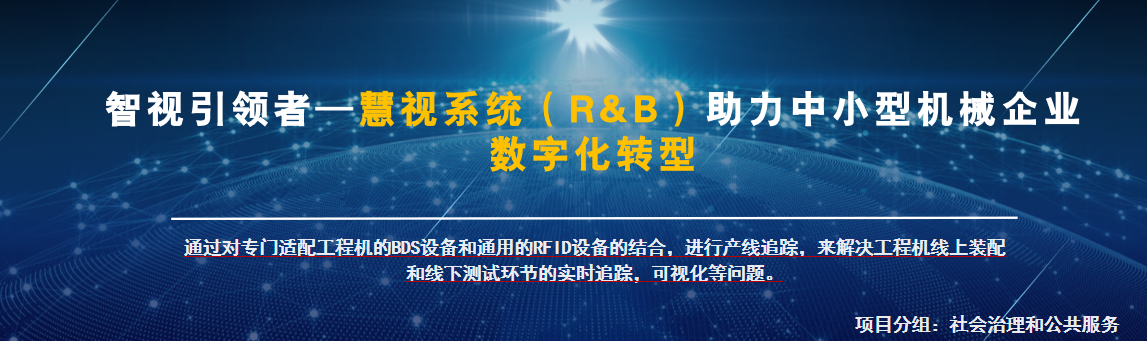 智视引领者—慧视系统（R&B）助力中小型机械企业
数字化转型
通过对专门适配工程机的BDS设备和通用的RFID设备的结合，进行产线追踪，来解决工程机线上装配
和线下测试环节的实时追踪，可视化等问题。
项目分组：社会治理和公共服务